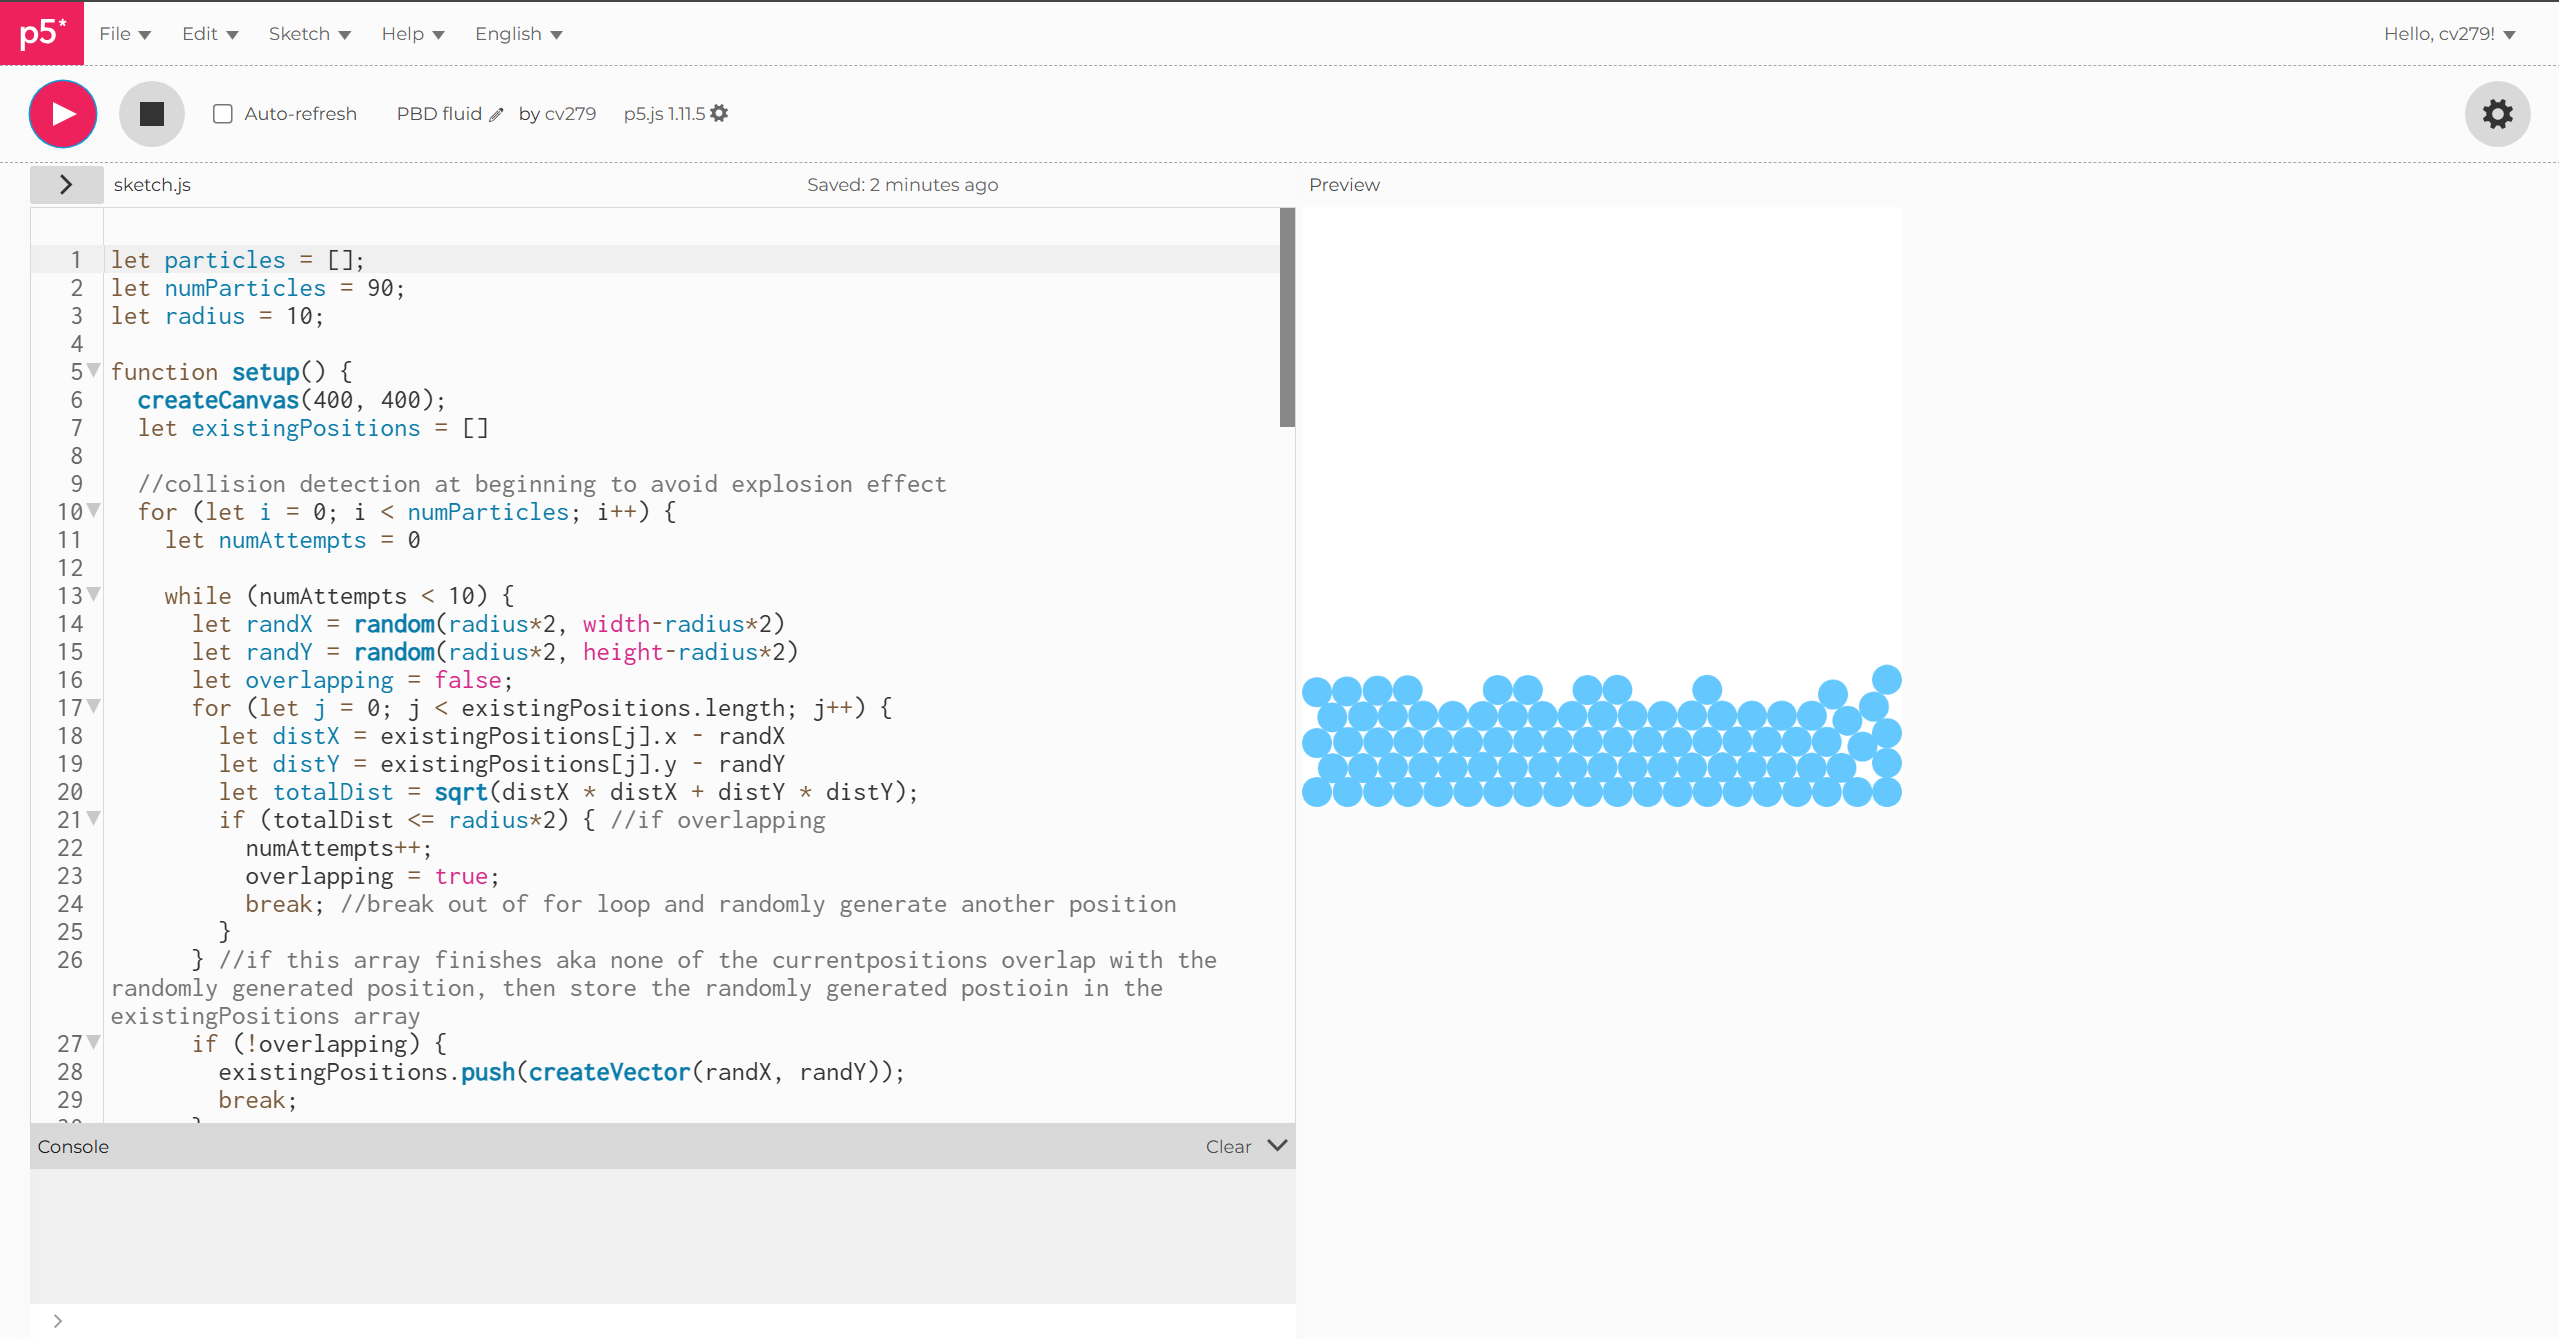 p5* File Edit Sketch Help English Hello, cv279!
Auto-refresh PBD fluid by cv279 p5.js 1.11.5
sketch.js Saved: 2 minutes ago Preview
1 let particles = [];
2 let numParticles = 90;
3 let radius = 10;
4
5 function setup() {
6 createCanvas(400, 400);
7 let existingPositions = []
8
9 //collision detection at beginning to avoid explosion effect
10 for (let i = 0; i < numParticles; i++) {
11 let numAttempts = 0
12
13 while (numAttempts < 10) {
14 let randX = random(radius*2, width-radius*2)
15 let randY = random(radius*2, height-radius*2)
16 let overlapping = false;
17 for (let j = 0; j < existingPositions.length; j++) {
18 let distX = existingPositions[j].x - randX
19 let distY = existingPositions[j].y - randY
20 let totalDist = sqrt(distX * distX + distY * distY);
21 if (totalDist <= radius*2) { //if overlapping
22 numAttempts++;
23 overlapping = true;
24 break; //break out of for loop and randomly generate another position
25 }
26 } //if this array finishes aka none of the currentpositions overlap with the
randomly generated position, then store the randomly generated postioin in the
existingPositions array
27 if (!overlapping) {
28 existingPositions.push(createVector(randX, randY));
29 break;
Console Clear